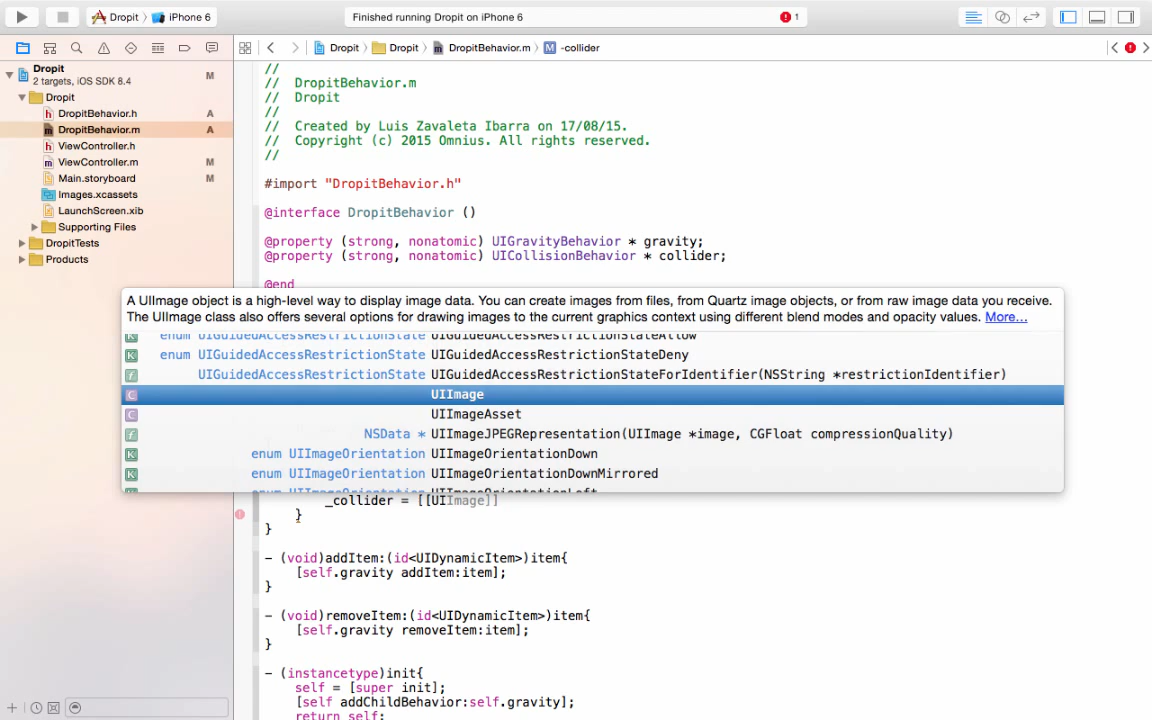 Dropit
iPhone 6
Finished running Dropit on iPhone 6
1
Dropit
Dropit
DropitBehavior.m
M
-collider
Dropit
M
2 targets, iOS SDK 8.4
Dropit
h
DropitBehavior.h
A
m
DropitBehavior.m
A
h
ViewController.h
m
ViewController.m
M
Main.storyboard
M
Images.xcassets
LaunchScreen.xib
Supporting Files
DropitTests
Products
//
// DropitBehavior.m
// Dropit
//
// Created by Luis Zavaleta Ibarra on 17/08/15.
// Copyright (c) 2015 Omnius. All rights reserved.
//
#import "DropitBehavior.h"
@interface DropitBehavior ()
@property (strong, nonatomic) UIGravityBehavior * gravity;
@property (strong, nonatomic) UICollisionBehavior * collider;
@end
A UIImage object is a high-level way to display image data. You can create images from files, from Quartz image objects, or from raw image data you receive.
The UIImage class also offers several options for drawing images to the current graphics context using different blend modes and opacity values. More...
K enum UIGuidedAccessRestrictionState UIGuidedAccessRestrictionStateAllow
K enum UIGuidedAccessRestrictionState UIGuidedAccessRestrictionStateDeny
f UIGuidedAccessRestrictionState UIGuidedAccessRestrictionStateForIdentifier(NSString *restrictionIdentifier)
C UIImage
C UIImageAsset
f NSData * UIImageJPEGRepresentation(UIImage *image, CGFloat compressionQuality)
K enum UIImageOrientation UIImageOrientationDown
K enum UIImageOrientation UIImageOrientationDownMirrored
K enum UIImageOrientation UIImageOrientationLeft
_collider = [[UIImage]]
}
}
- (void)addItem:(id<UIDynamicItem>)item{
[self.gravity addItem:item];
}
- (void)removeItem:(id<UIDynamicItem>)item{
[self.gravity removeItem:item];
}
- (instancetype)init{
self = [super init];
[self addChildBehavior:self.gravity];
return self;